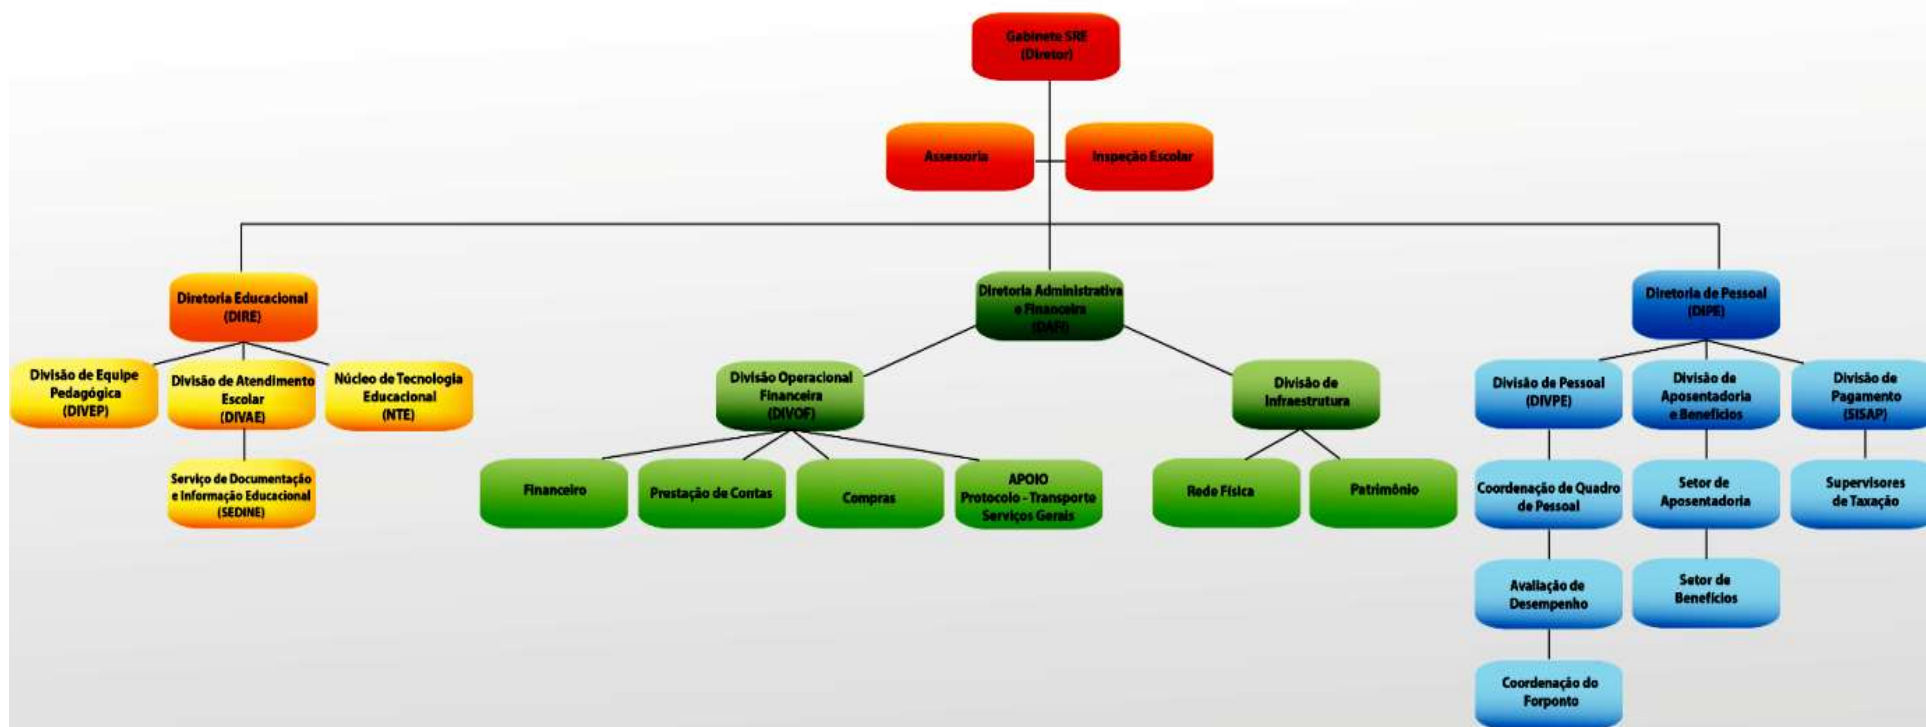 Gabinete SRE
(Diretor)
Assessoria
Inspeção Escolar
Diretoria Educacional
(DIRE)
Diretoria Administrativa
e Financeira
(DAFI)
Diretoria de Pessoal
(DIPE)
Divisão de Equipe
Pedagógica
(DIVEP)
Divisão de Atendimento
Escolar
(DIVAE)
Núcleo de Tecnologia
Educacional
(NTE)
Divisão Operacional
Financeira
(DIVOF)
Divisão de
Infraestrutura
Divisão de Pessoal
(DIVPE)
Divisão de
Aposentadoria
e Benefícios
Divisão de
Pagamento
(SISAP)
Serviço de Documentação
e Informação Educacional
(SEDINE)
Financeiro
Prestação de Contas
Compras
APOIO
Protocolo - Transporte
Serviços Gerais
Rede Física
Patrimônio
Coordenação de Quadro
de Pessoal
Setor de
Aposentadoria
Supervisores
de Taxação
Avaliação de
Desempenho
Setor de
Benefícios
Coordenação do
Forponto